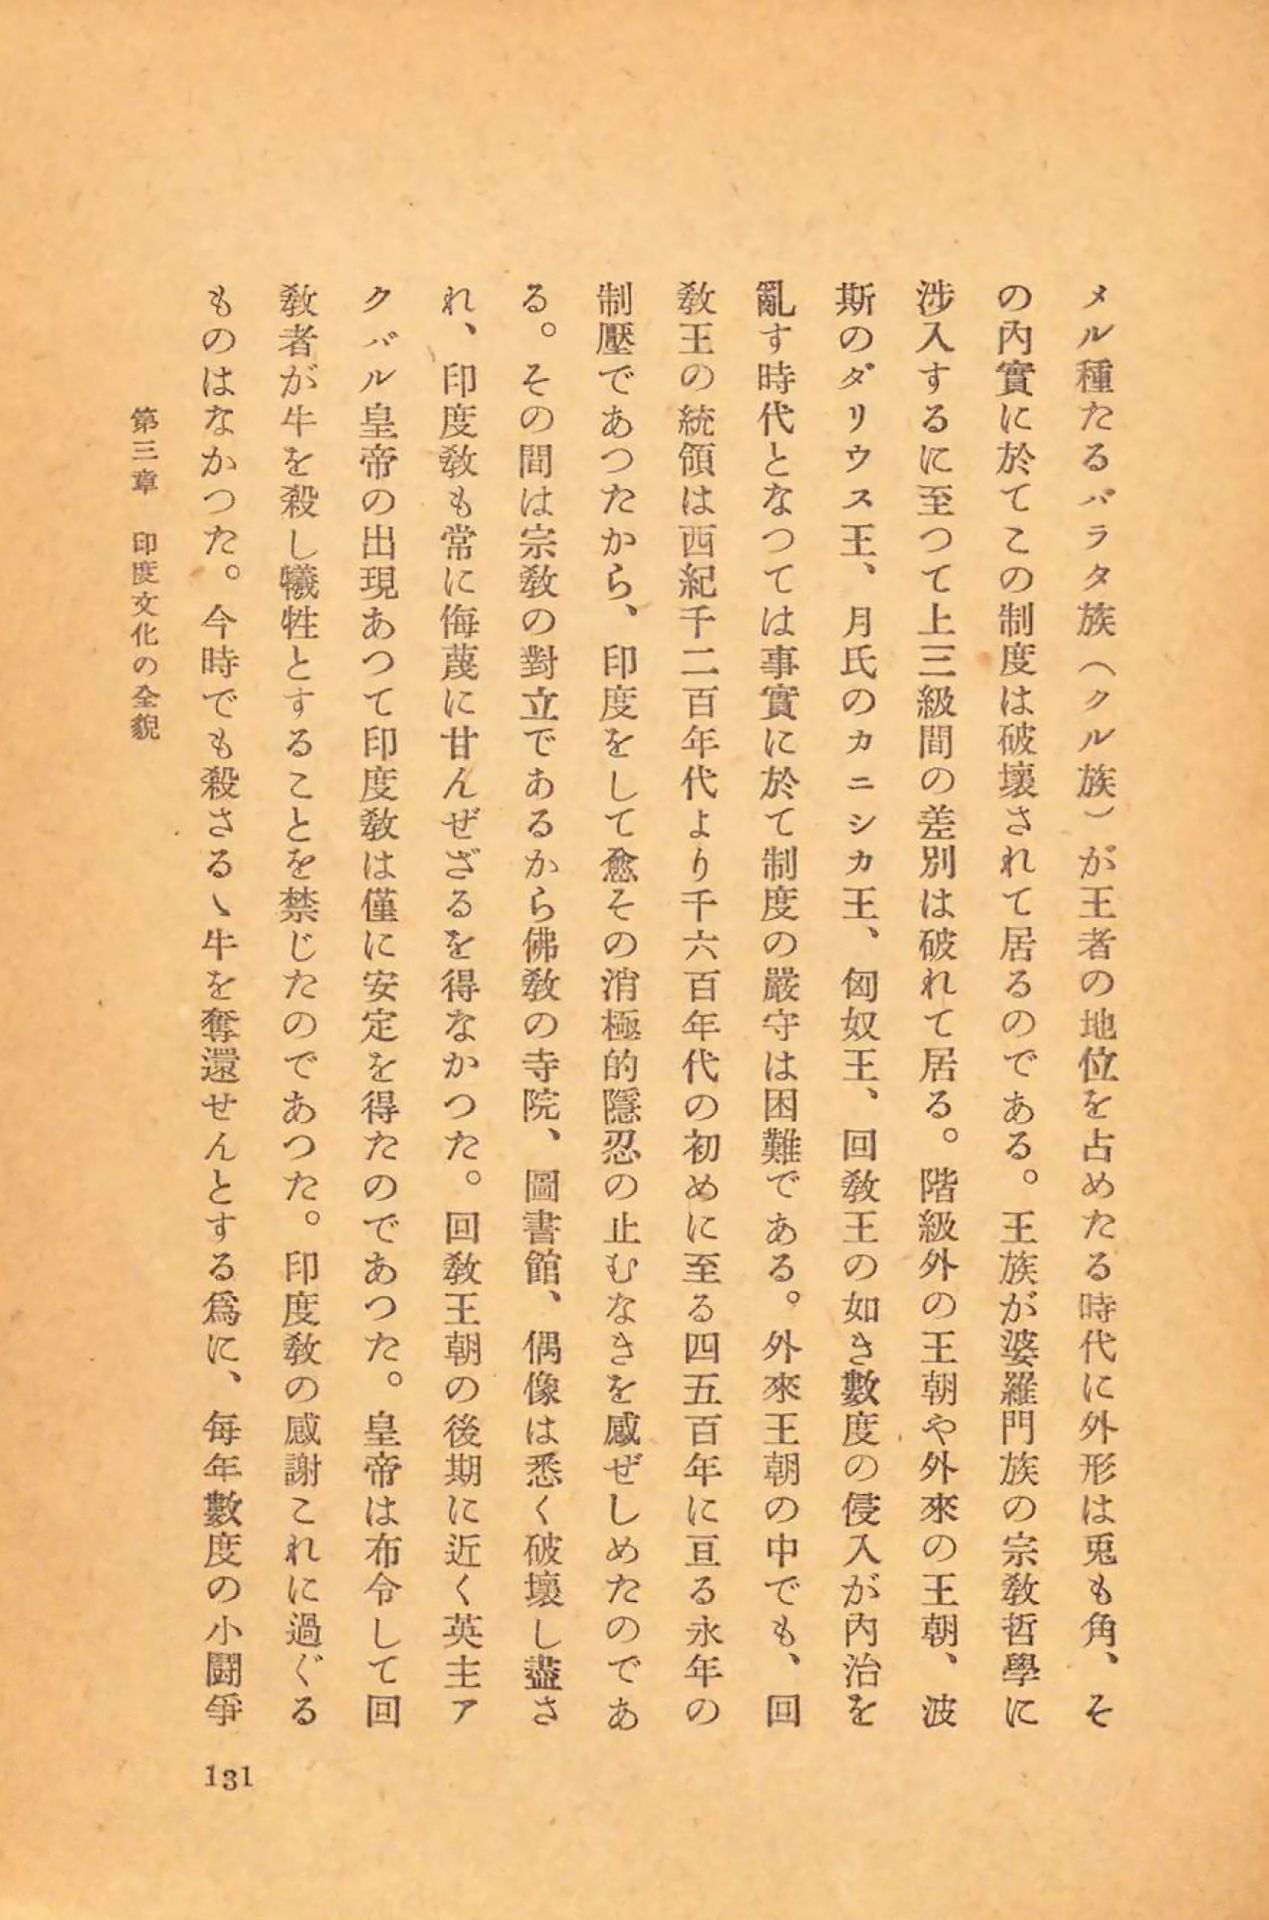 メル種たるバラタ族（クル族）が王者の地位を占めたる時代に外形は兎も角、そ
の內實に於てこの制度は破壞されて居るのである。王族が婆羅門族の宗敎哲學に
涉入するに至つて上三級間の差別は破れて居る。階級外の王朝や外來の王朝、波
斯のダリウス王、月氏のカニシカ王、匈奴王、回敎王の如き數度の侵入が內治を
亂す時代となつては事實に於て制度の嚴守は困難である。外來王朝の中でも、回
敎王の統領は西紀千二百年代より千六百年代の初めに至る四五百年に亘る永年の
制壓であつたから、印度をして愈その消極的隱忍の止むなきを感ぜしめたのであ
る。その間は宗敎の對立であるから佛敎の寺院、圖書館、偶像は悉く破壞し盡さ
れ、印度敎も常に侮蔑に甘んぜざるを得なかつた。回敎王朝の後期に近く英主ア
クバル皇帝の出現あつて印度敎は僅に安定を得たのであつた。皇帝は布令して回
敎者が牛を殺し犧牲とすることを禁じたのであつた。印度敎の感謝これに過ぐる
ものはなかつた。今時でも殺さるゝ牛を奪還せんとする爲に、每年數度の小鬪爭
第三章　印度文化の全貌
131